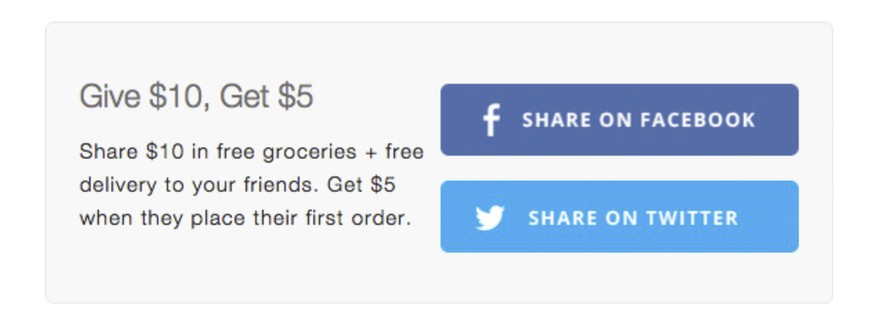 Give $10, Get $5
Share $10 in free groceries + free
delivery to your friends. Get $5
when they place their first order.
SHARE ON FACEBOOK
SHARE ON TWITTER